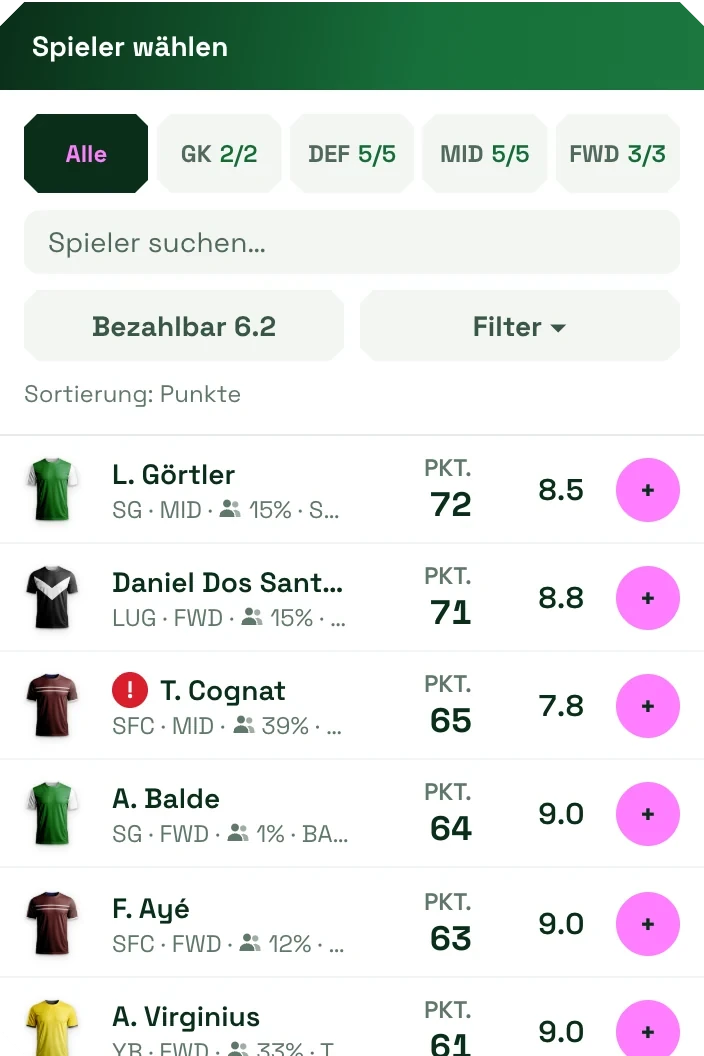 Spieler wählen
Alle
GK 2/2
DEF 5/5
MID 5/5
FWD 3/3
Spieler suchen...
Bezahlbar 6.2
Filter
Sortierung: Punkte
L. Görtler
SG · MID · 15% · S...
PKT.
72
8.5
+
Daniel Dos Sant...
LUG · FWD · 15% · ...
PKT.
71
8.8
+
! T. Cognat
SFC · MID · 39% · ...
PKT.
65
7.8
+
A. Balde
SG · FWD · 1% · BA...
PKT.
64
9.0
+
F. Ayé
SFC · FWD · 12% · ...
PKT.
63
9.0
+
A. Virginius
YB · FWD · 33% · T...
PKT.
61
9.0
+